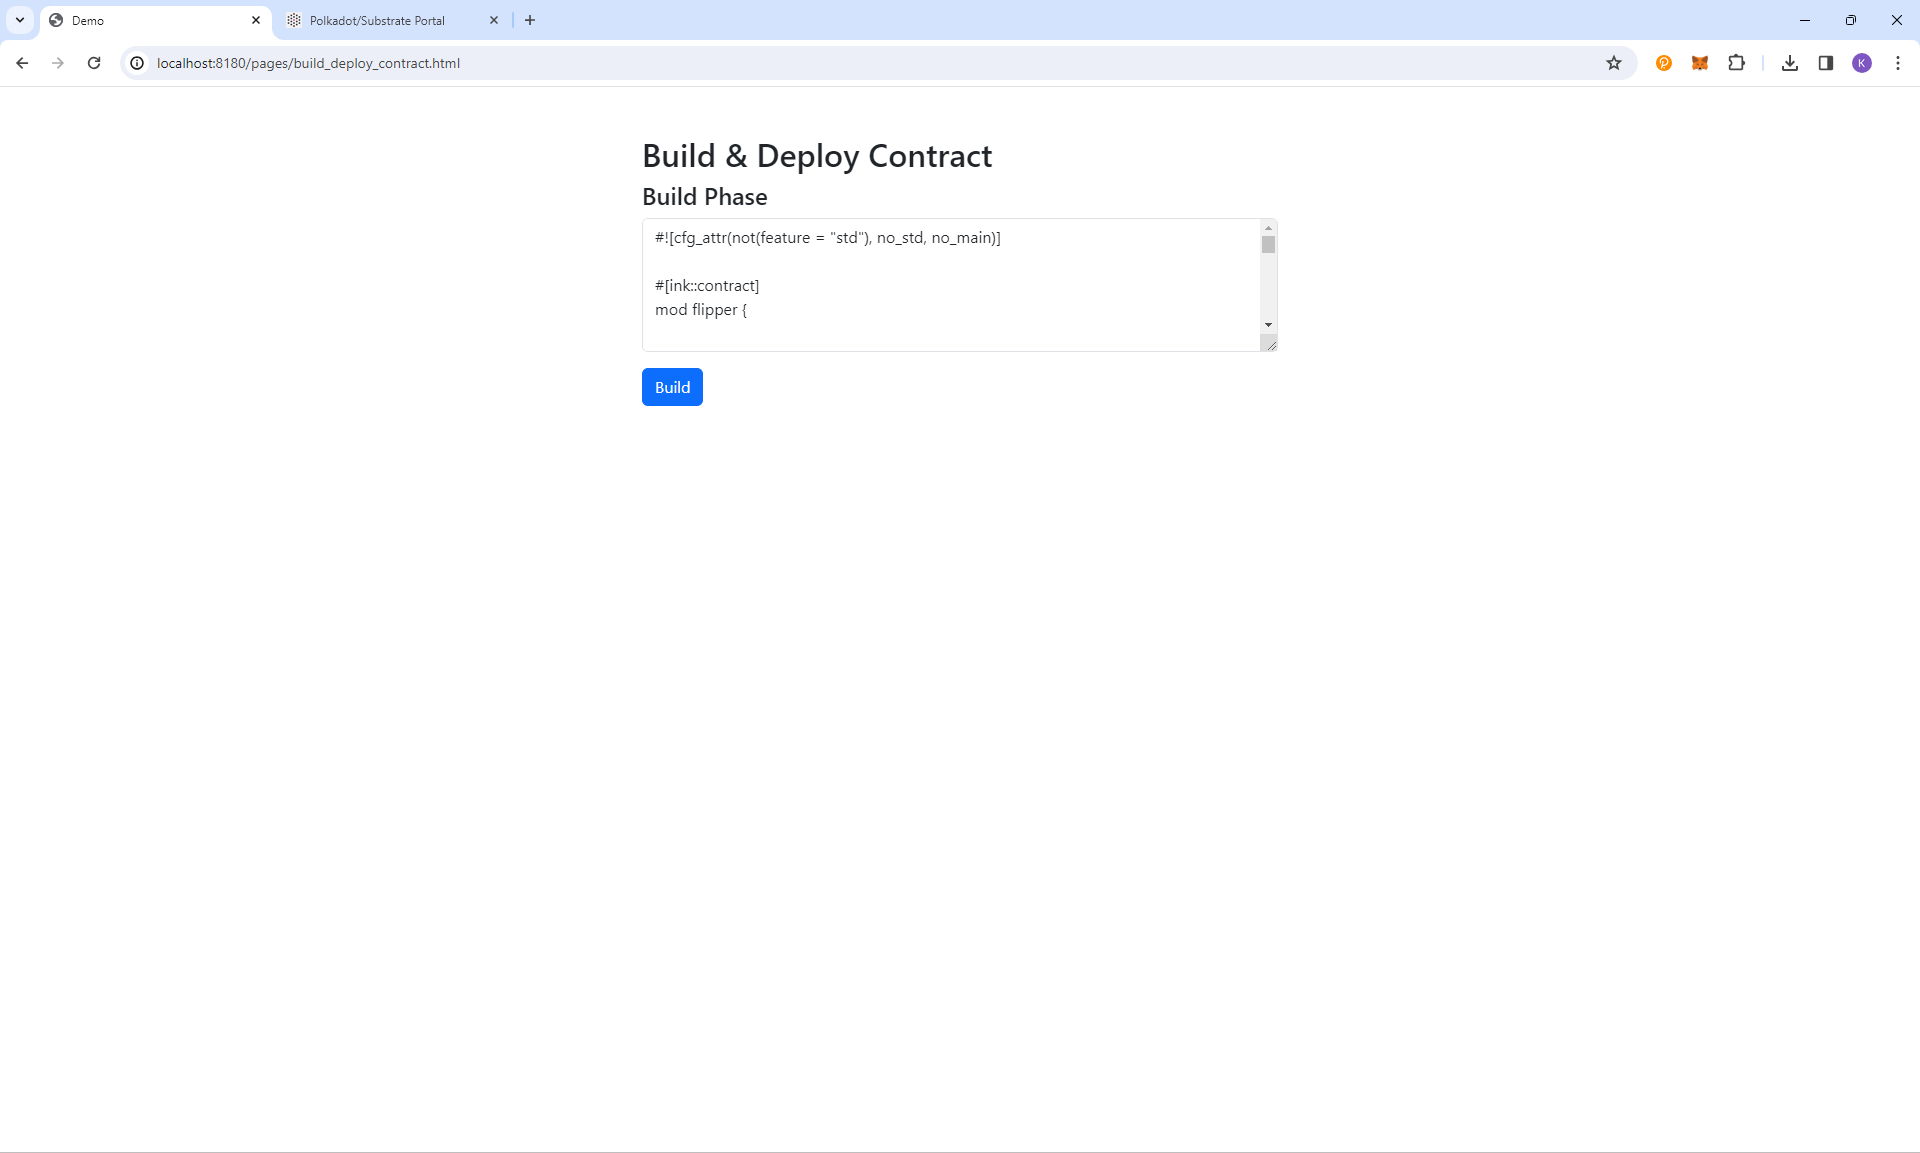 Demo
Polkadot/Substrate Portal
localhost:8180/pages/build_deploy_contract.html
K
Build & Deploy Contract
Build Phase
#![cfg_attr(not(feature = "std"), no_std, no_main)]
#[ink::contract]
mod flipper {
Build